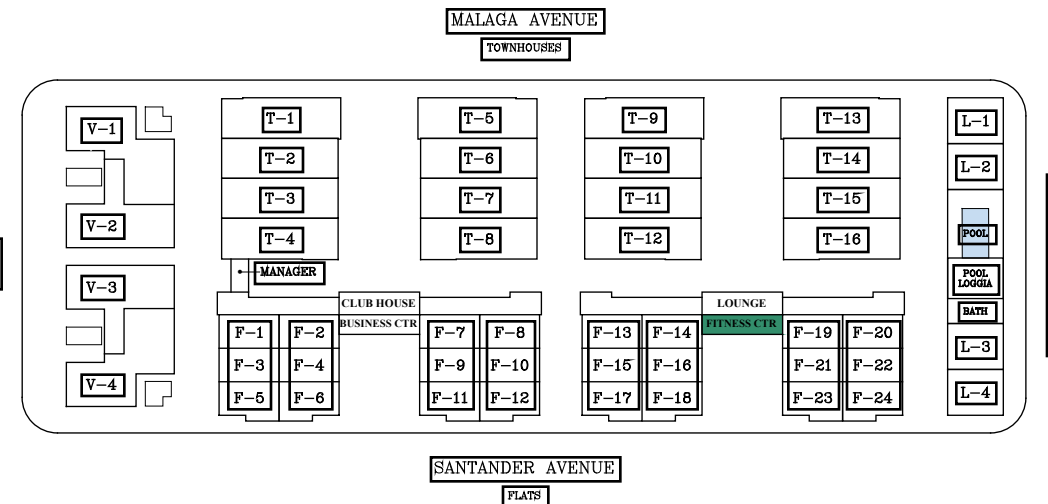 MALAGA AVENUE
TOWNHOUSES
V-1
V-2
V-3
V-4
T-1
T-2
T-3
T-4
T-5
T-6
T-7
T-8
T-9
T-10
T-11
T-12
T-13
T-14
T-15
T-16
L-1
L-2
POOL
POOL
LOGGIA
BATH
L-3
L-4
MANAGER
CLUB HOUSE
BUSINESS CTR
LOUNGE
FITNESS CTR
F-1 F-2
F-3 F-4
F-5 F-6
F-7 F-8
F-9 F-10
F-11 F-12
F-13 F-14
F-15 F-16
F-17 F-18
F-19 F-20
F-21 F-22
F-23 F-24
SANTANDER AVENUE
FLATS